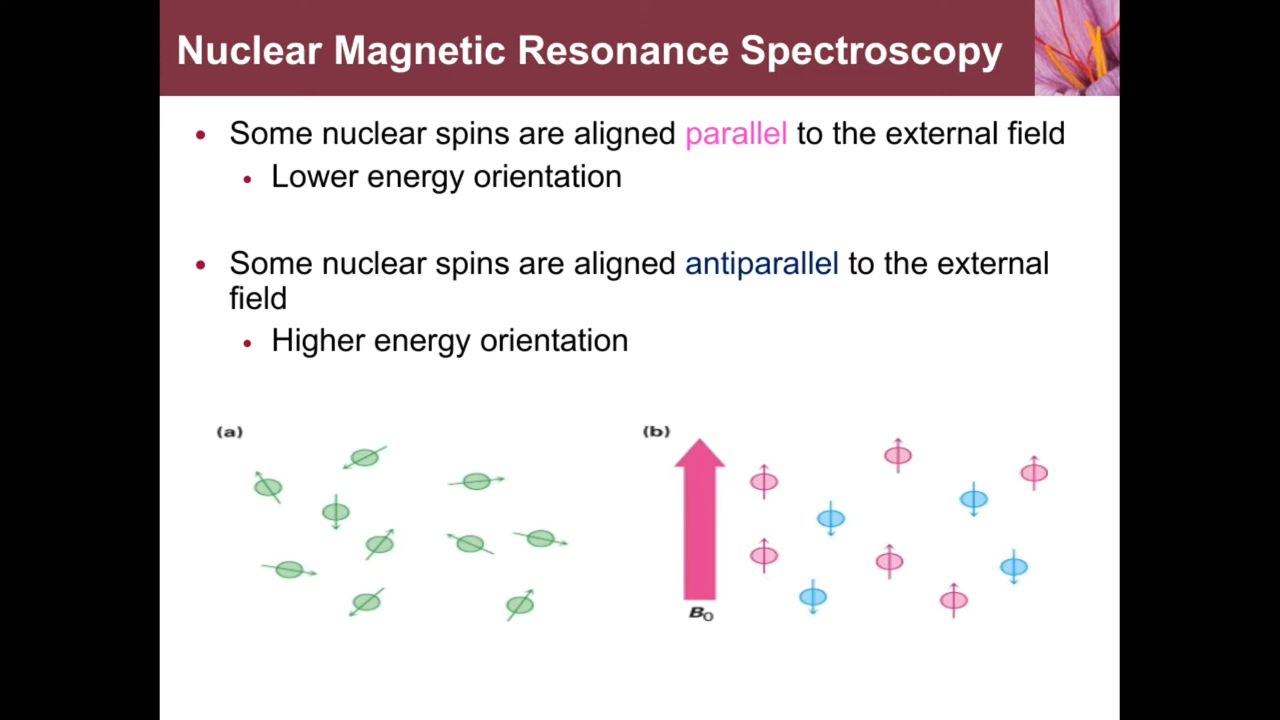 Nuclear Magnetic Resonance Spectroscopy
• Some nuclear spins are aligned parallel to the external field
• Lower energy orientation
• Some nuclear spins are aligned antiparallel to the external
field
• Higher energy orientation
(a)
(b)
B₀